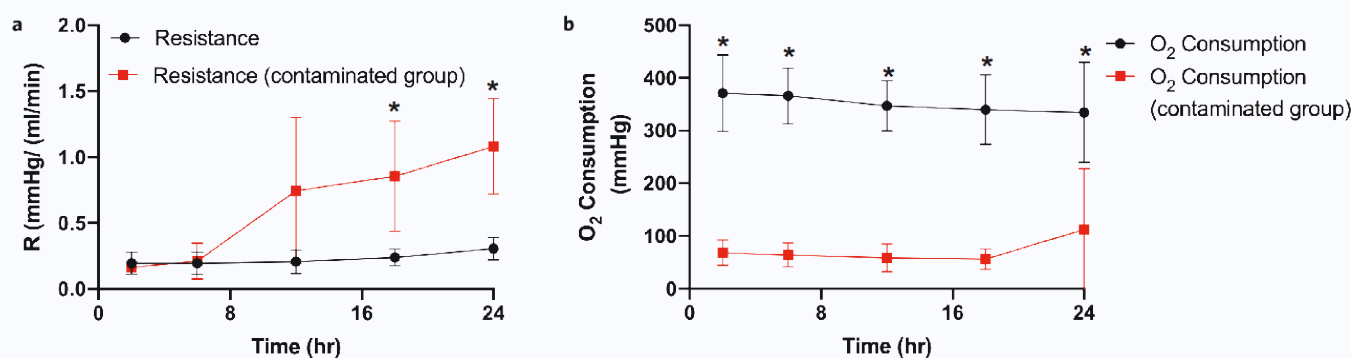 a
2.0
1.5
1.0
0.5
0.0
R (mmHg/ (ml/min)
Resistance
Resistance (contaminated group)
*
*
0
8
16
24
Time (hr)
b
500
400
300
200
100
0
O₂ Consumption
(mmHg)
* * * * *
0
8
16
24
Time (hr)
O₂ Consumption
O₂ Consumption
(contaminated group)